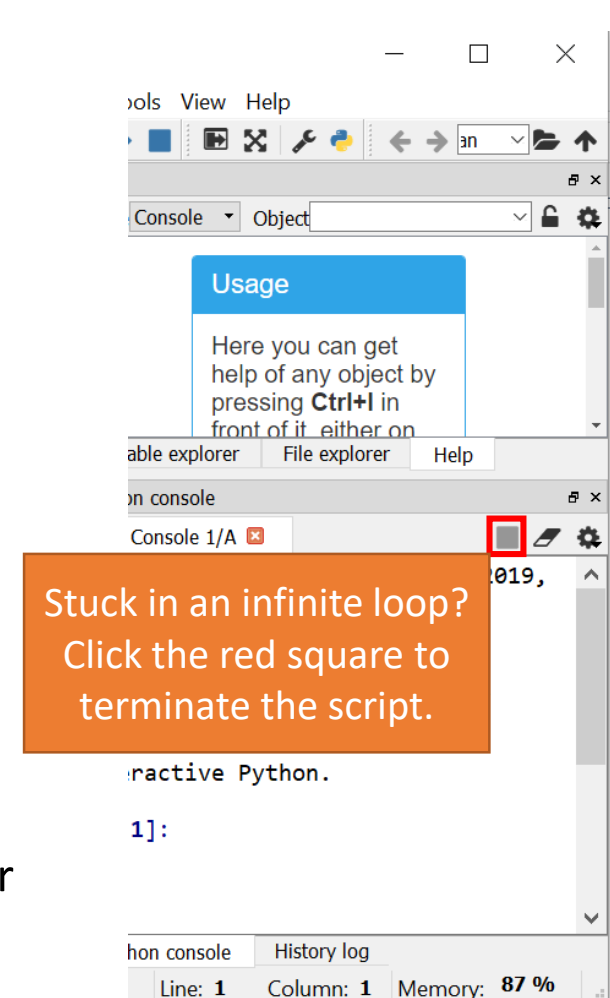 ools View Help
an
Console Object
Usage
Here you can get
help of any object by
pressing Ctrl+I in
front of it, either on
able explorer File explorer Help
on console
Console 1/A
2019,
Stuck in an infinite loop?
Click the red square to
terminate the script.
eractive Python.
1]:
r
hon console History log
Line: 1 Column: 1 Memory: 87 %